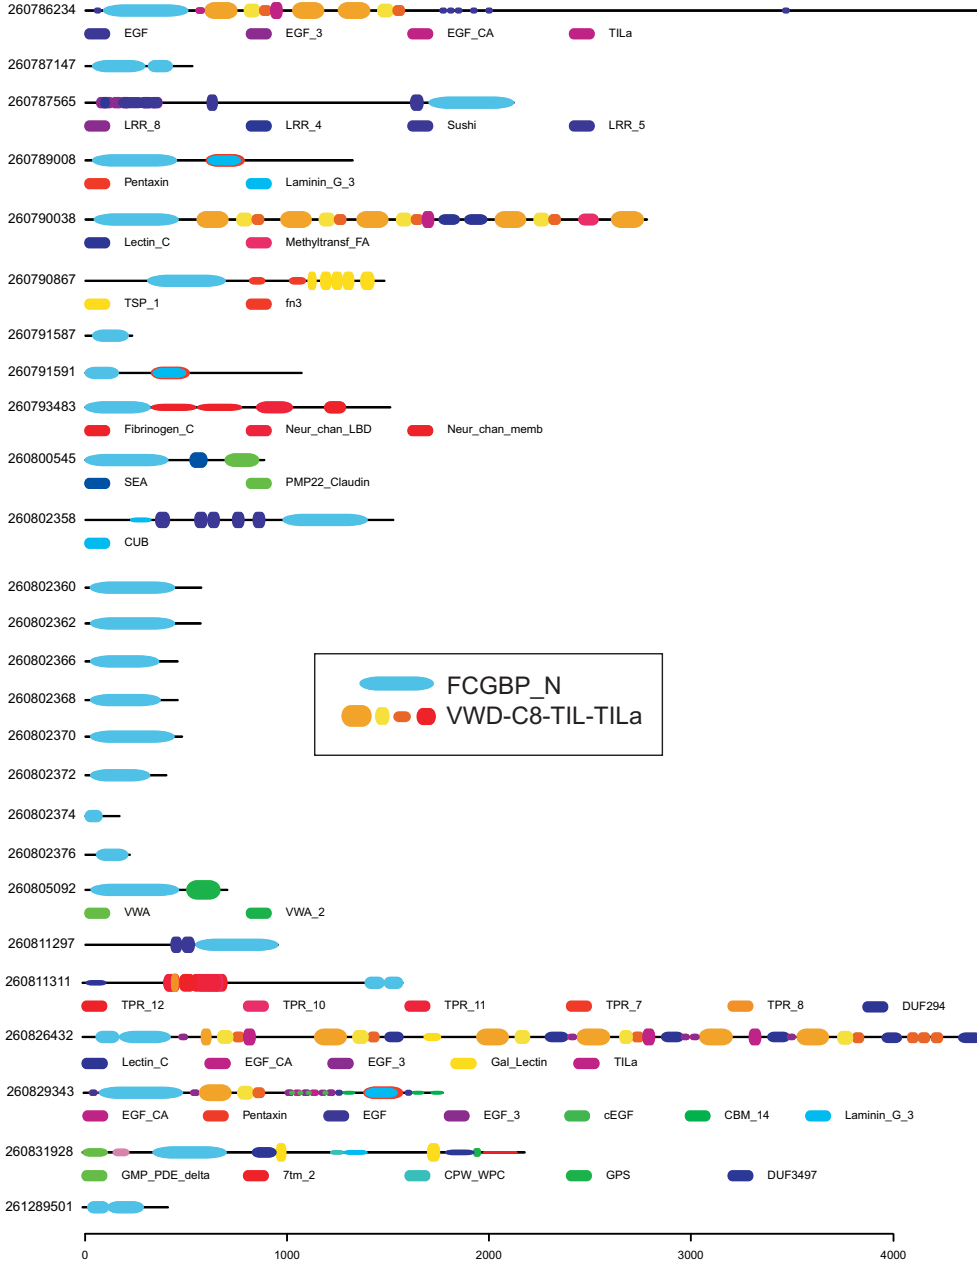 260786234
EGF EGF_3 EGF_CA TILa
260787147
260787565
LRR_8 LRR_4 Sushi LRR_5
260789008
Pentaxin Laminin_G_3
260790038
Lectin_C Methyltransf_FA
260790867
TSP_1 fn3
260791587
260791591
260793483
Fibrinogen_C Neur_chan_LBD Neur_chan_memb
260800545
SEA PMP22_Claudin
260802358
CUB
260802360
260802362
260802366
FCGBP_N
260802368
VWD-C8-TIL-TILa
260802370
260802372
260802374
260802376
260805092
VWA VWA_2
260811297
260811311
TPR_12 TPR_10 TPR_11 TPR_7 TPR_8 DUF294
260826432
Lectin_C EGF_CA EGF_3 Gal_Lectin TILa
260829343
EGF_CA Pentaxin EGF EGF_3 cEGF CBM_14 Laminin_G_3
260831928
GMP_PDE_delta 7tm_2 CPW_WPC GPS DUF3497
261289501
0 1000 2000 3000 4000